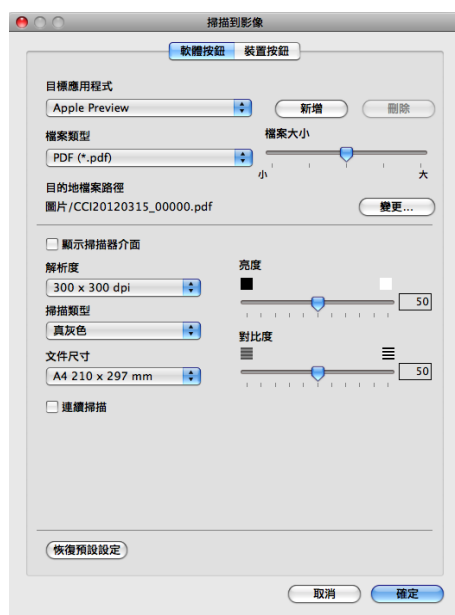 掃描到影像
軟體按鈕 裝置按鈕
目標應用程式
Apple Preview 新增 刪除
檔案類型 檔案大小
PDF (*.pdf)
小 大
目的地檔案路徑
圖片/CCI20120315_00000.pdf 變更...
顯示掃描器介面
解析度 亮度
300 x 300 dpi 50
掃描類型
真灰色 對比度
文件尺寸
A4 210 x 297 mm 50
連續掃描
恢復預設設定
取消 確定